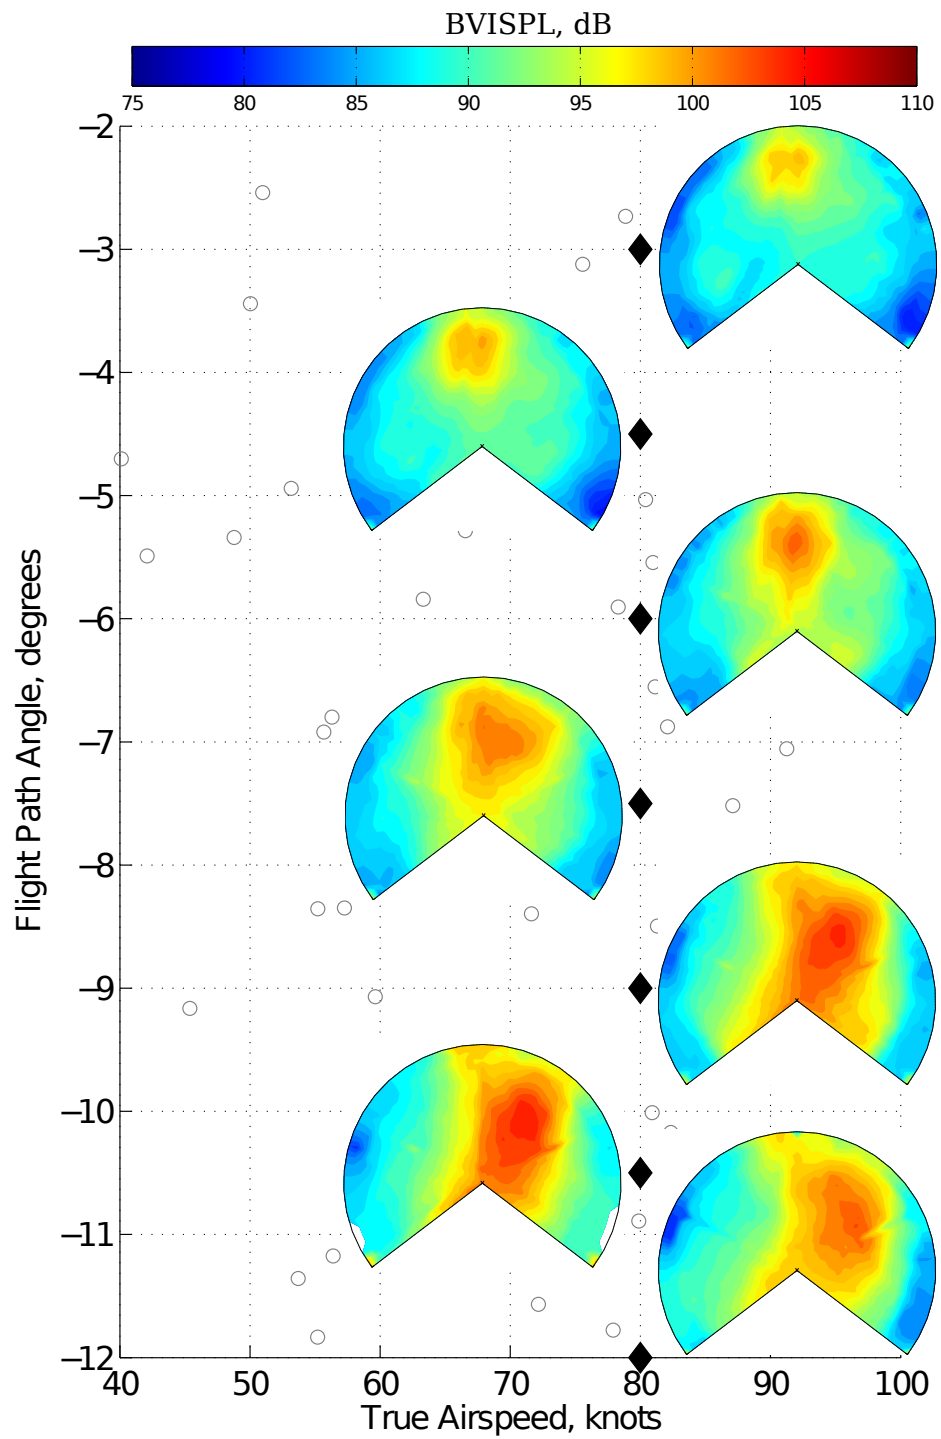 BVISPL, dB
75 80 85 90 95 100 105 110
−2
−3
−4
−5
−6
−7
−8
−9
−10
−11
−12
Flight Path Angle, degrees
40 50 60 70 80 90 100
True Airspeed, knots